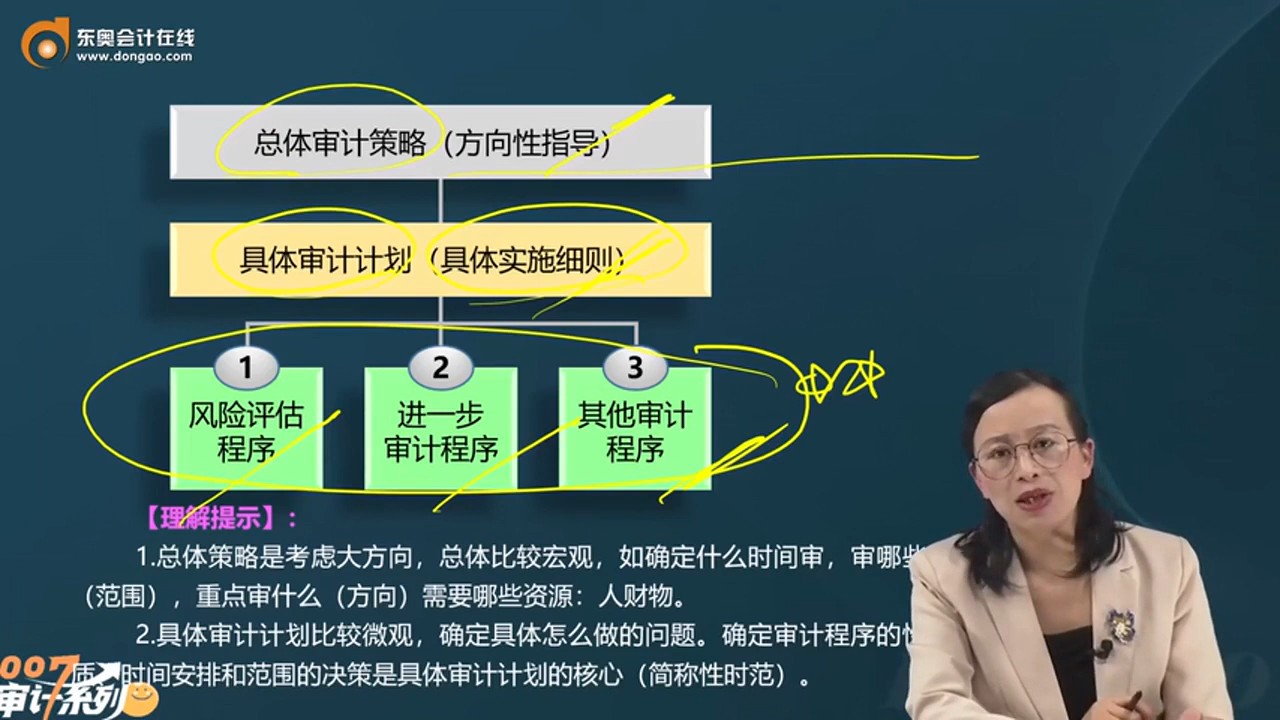 东奥会计在线
www.dongao.com
总体审计策略（方向性指导）
具体审计计划（具体实施细则）
1
2
3
风险评估
程序
进一步
审计程序
其他审计
程序
【理解提示】：
1.总体策略是考虑大方向，总体比较宏观，如确定什么时间审，审哪些
（范围），重点审什么（方向）需要哪些资源：人财物。
2.具体审计计划比较微观，确定具体怎么做的问题。确定审计程序的性
质、时间安排和范围的决策是具体审计计划的核心（简称性时范）。
007
审计系列